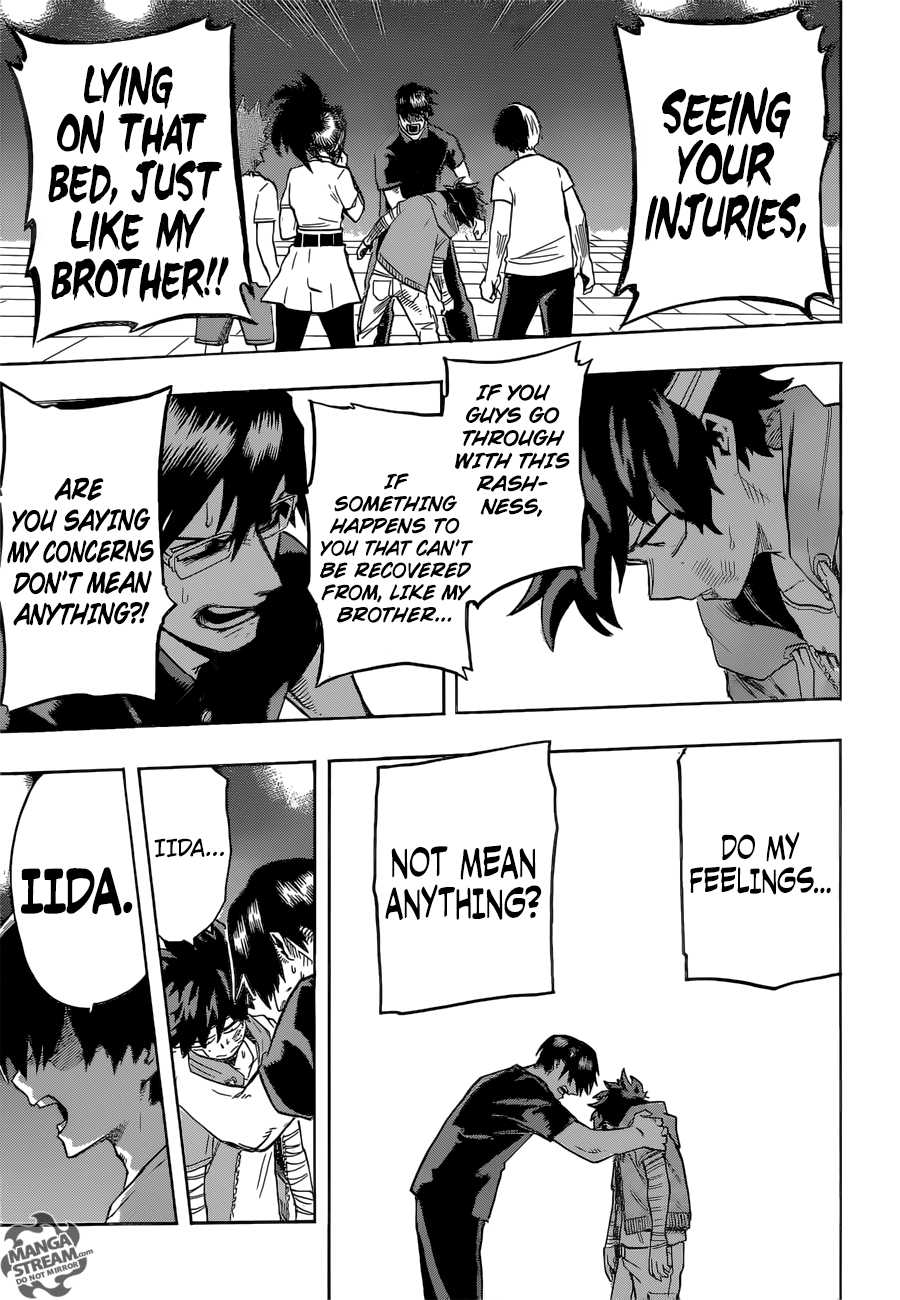 SEEING
YOUR
INJURIES,
LYING
ON THAT
BED, JUST
LIKE MY
BROTHER!!
IF YOU
GUYS GO
THROUGH
WITH THIS
RASH-
NESS,
IF
SOMETHING
HAPPENS TO
YOU THAT CAN'T
BE RECOVERED
FROM, LIKE MY
BROTHER...
ARE
YOU SAYING
MY CONCERNS
DON'T MEAN
ANYTHING?!
DO MY
FEELINGS...
NOT MEAN
ANYTHING?
IIDA...
IIDA.
MANGA
STREAM.com
DO NOT MIRROR